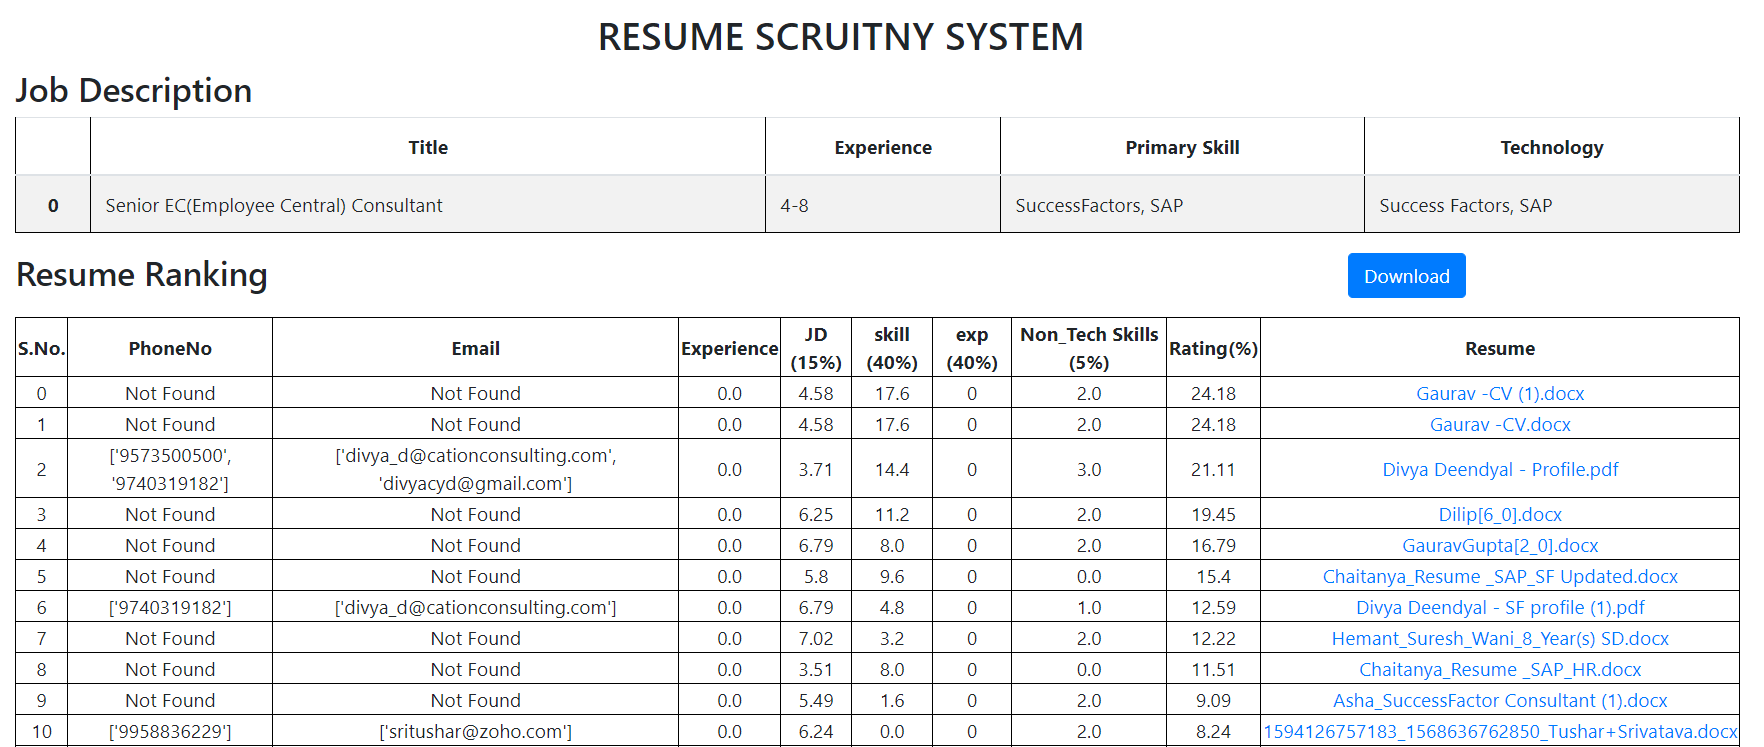 RESUME SCRUITNY SYSTEM
Job Description
Title Experience Primary Skill Technology
0 Senior EC(Employee Central) Consultant 4-8 SuccessFactors, SAP Success Factors, SAP
Resume Ranking Download
S.No. PhoneNo Email Experience JD (15%) skill (40%) exp (40%) Non_Tech Skills (5%) Rating(%) Resume
0 Not Found Not Found 0.0 4.58 17.6 0 2.0 24.18 Gaurav -CV (1).docx
1 Not Found Not Found 0.0 4.58 17.6 0 2.0 24.18 Gaurav -CV.docx
2 ['9573500500', '9740319182'] ['divya_d@cationconsulting.com', 'divyacyd@gmail.com'] 0.0 3.71 14.4 0 3.0 21.11 Divya Deendyal - Profile.pdf
3 Not Found Not Found 0.0 6.25 11.2 0 2.0 19.45 Dilip[6_0].docx
4 Not Found Not Found 0.0 6.79 8.0 0 2.0 16.79 GauravGupta[2_0].docx
5 Not Found Not Found 0.0 5.8 9.6 0 0.0 15.4 Chaitanya_Resume _SAP_SF Updated.docx
6 ['9740319182'] ['divya_d@cationconsulting.com'] 0.0 6.79 4.8 0 1.0 12.59 Divya Deendyal - SF profile (1).pdf
7 Not Found Not Found 0.0 7.02 3.2 0 2.0 12.22 Hemant_Suresh_Wani_8_Year(s) SD.docx
8 Not Found Not Found 0.0 3.51 8.0 0 0.0 11.51 Chaitanya_Resume _SAP_HR.docx
9 Not Found Not Found 0.0 5.49 1.6 0 2.0 9.09 Asha_SuccessFactor Consultant (1).docx
10 ['9958836229'] ['sritushar@zoho.com'] 0.0 6.24 0.0 0 2.0 8.24 1594126757183_1568636762850_Tushar+Srivatava.docx